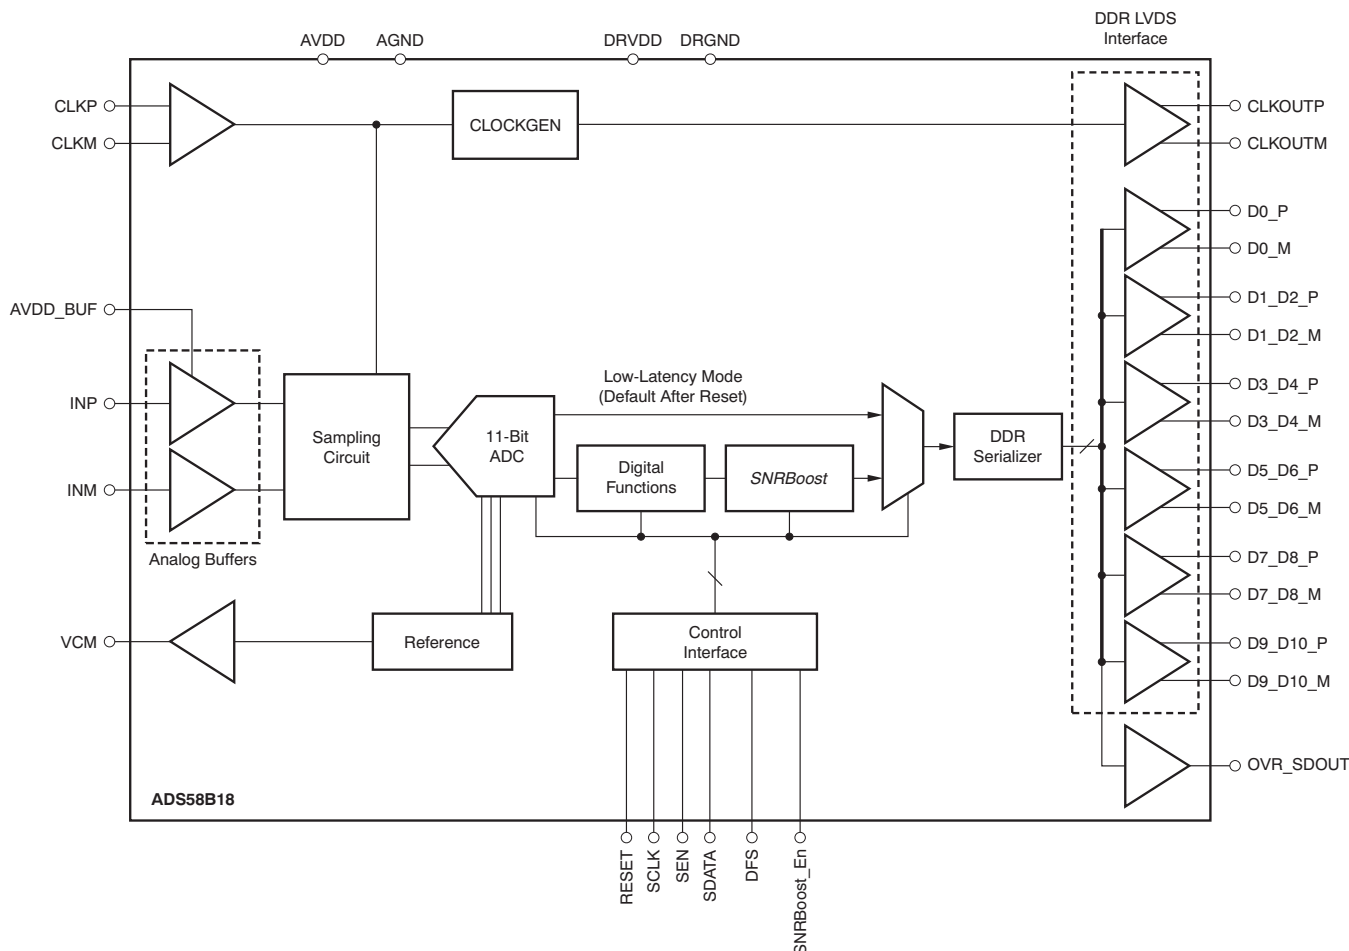 DDR LVDS
Interface
AVDD
AGND
DRVDD
DRGND
CLKP
CLKM
CLOCKGEN
CLKOUTP
CLKOUTM
D0_P
D0_M
AVDD_BUF
D1_D2_P
D1_D2_M
INP
INM
Analog Buffers
Sampling
Circuit
11-Bit
ADC
Low-Latency Mode
(Default After Reset)
Digital
Functions
SNRBoost
DDR
Serializer
D3_D4_P
D3_D4_M
D5_D6_P
D5_D6_M
D7_D8_P
D7_D8_M
VCM
Reference
Control
Interface
D9_D10_P
D9_D10_M
OVR_SDOUT
ADS58B18
RESET
SCLK
SEN
SDATA
DFS
SNRBoost_En